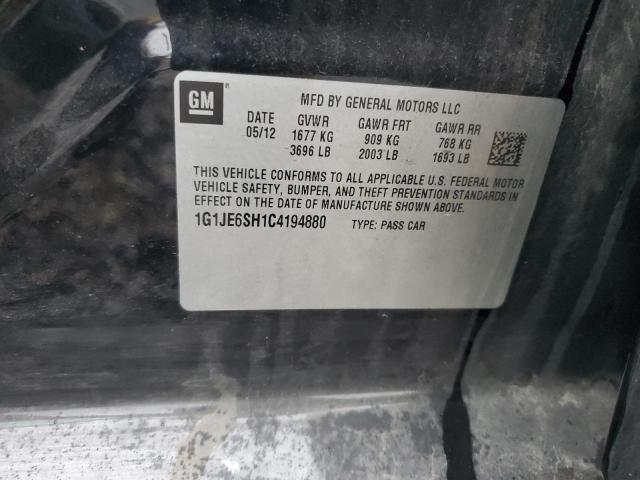 GM
MFD BY GENERAL MOTORS LLC
DATE GVWR GAWR FRT GAWR RR
05/12 1677 KG 909 KG 768 KG
3696 LB 2003 LB 1693 LB
THIS VEHICLE CONFORMS TO ALL APPLICABLE U.S. FEDERAL MOTOR
VEHICLE SAFETY, BUMPER, AND THEFT PREVENTION STANDARDS IN
EFFECT ON THE DATE OF MANUFACTURE SHOWN ABOVE.
1G1JE6SH1C4194880 TYPE: PASS CAR